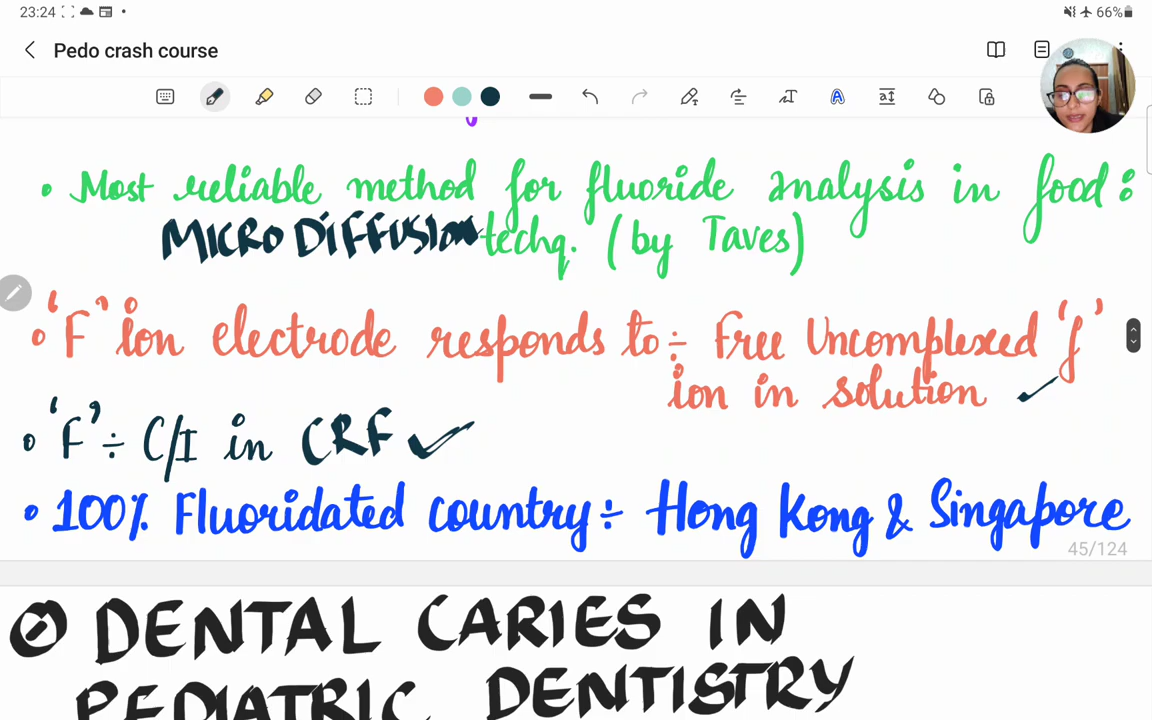 23:24
66%
Pedo crash course
• Most reliable method for fluoride analysis in food:
MICRO DIFFUSION techq. (by Taves)
• 'F' ion electrode responds to ÷ Free Uncomplexed 'f'
ion in solution ✓
• 'F' ÷ C/I in CRF ✓
• 100% Fluoridated country ÷ Hong Kong & Singapore
45/124
DENTAL CARIES IN
PEDIATRIC DENTISTRY